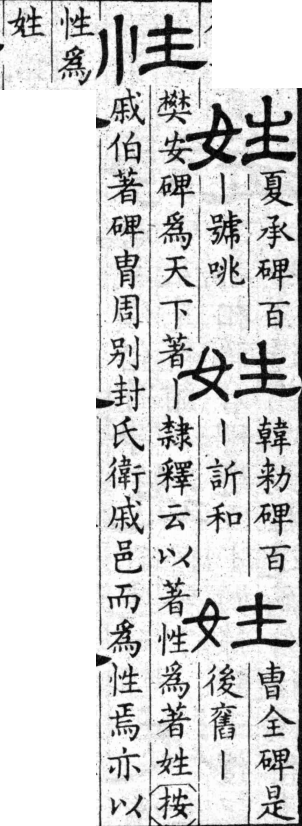 姓
夏承碑百
丨號咷
姓
韓勑碑百
丨訢和
姓
曺全碑是
後舊丨
性
樊安碑爲天下著丨隸釋云以著性爲著姓按
戚伯著碑胄周别封氏衛戚邑而爲性焉亦以
性爲
姓